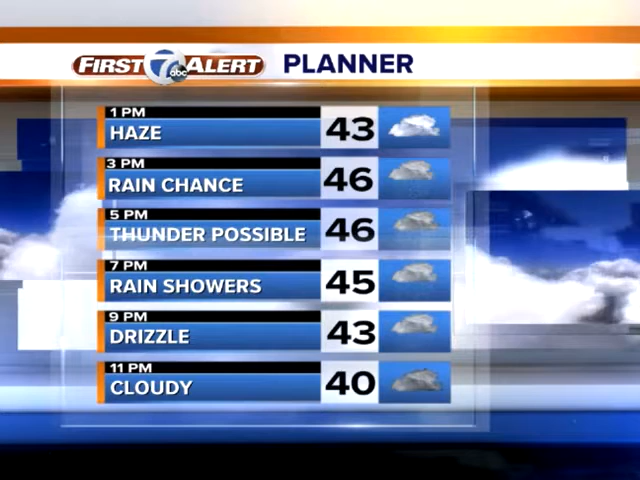 FIRST 7 abc ALERT PLANNER
1 PM
HAZE 43
3 PM
RAIN CHANCE 46
5 PM
THUNDER POSSIBLE 46
7 PM
RAIN SHOWERS 45
9 PM
DRIZZLE 43
11 PM
CLOUDY 40